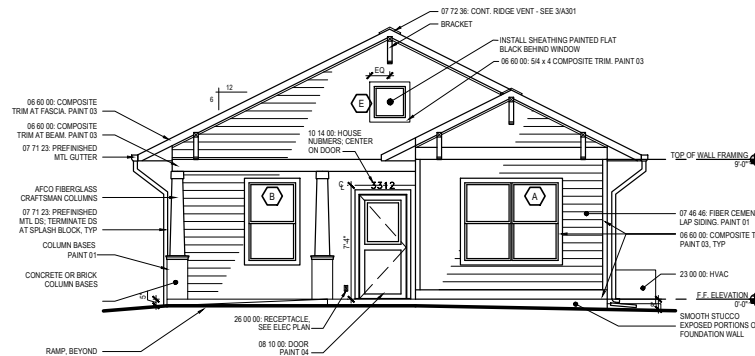 07 72 36: CONT. RIDGE VENT - SEE 3/A301
BRACKET
INSTALL SHEATHING PAINTED FLAT
BLACK BEHIND WINDOW
06 60 00: 5/4 x 4 COMPOSITE TRIM. PAINT 03
EQ
E
12
6
06 60 00: COMPOSITE
TRIM AT FASCIA. PAINT 03
06 60 00: COMPOSITE
TRIM AT BEAM. PAINT 03
07 71 23: PREFINISHED
MTL GUTTER
10 14 00: HOUSE
NUBMERS; CENTER
ON DOOR
TOP OF WALL FRAMING
9'-0"
3312
AFCO FIBERGLASS
CRAFTSMAN COLUMNS
B
A
07 71 23: PREFINISHED
MTL DS; TERMINATE DS
AT SPLASH BLOCK, TYP
7'-4"
07 46 46: FIBER CEMEN
LAP SIDING. PAINT 01
06 60 00: COMPOSITE T
PAINT 03, TYP
COLUMN BASES
PAINT 01
CONCRETE OR BRICK
COLUMN BASES
23 00 00: HVAC
F.F. ELEVATION
0'-0"
26 00 00: RECEPTACLE,
SEE ELEC PLAN
SMOOTH STUCCO
EXPOSED PORTIONS O
FOUNDATION WALL
08 10 00: DOOR
PAINT 04
RAMP, BEYOND